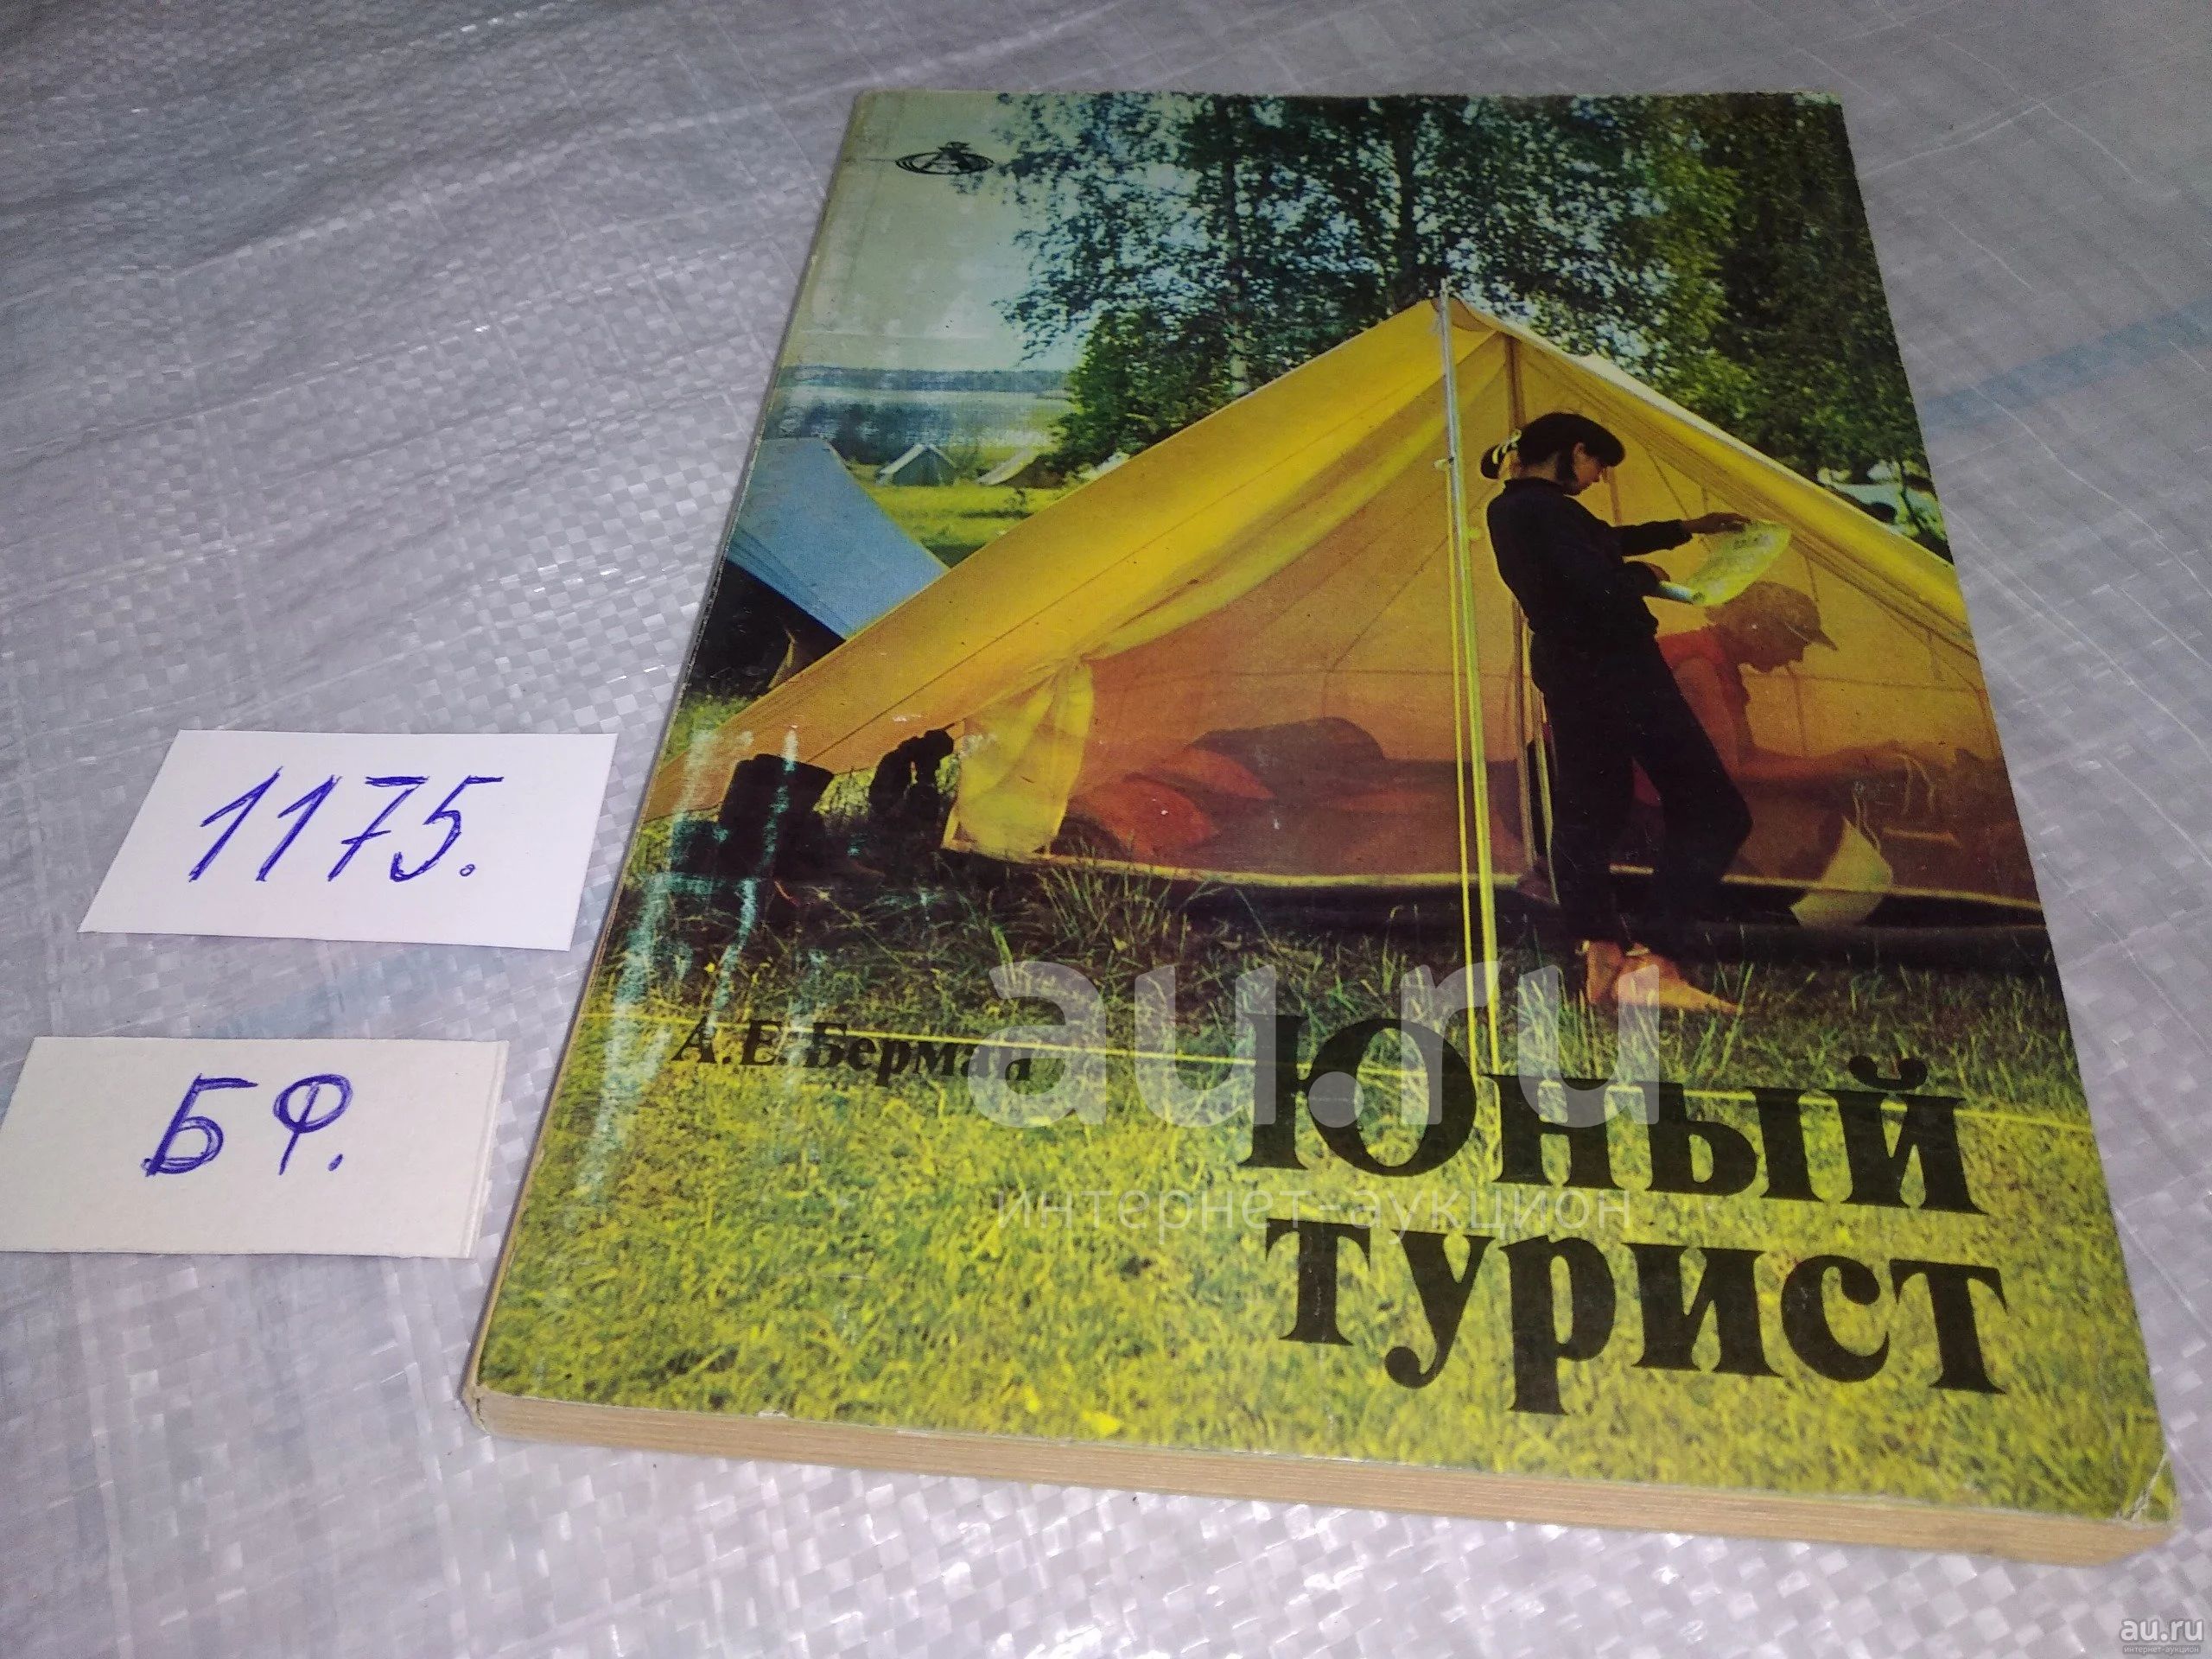 1175.
БФ.
А.Е. Берман
Юный
турист
au.ru
интернет-аукцион
au.ru
интернет-аукцион